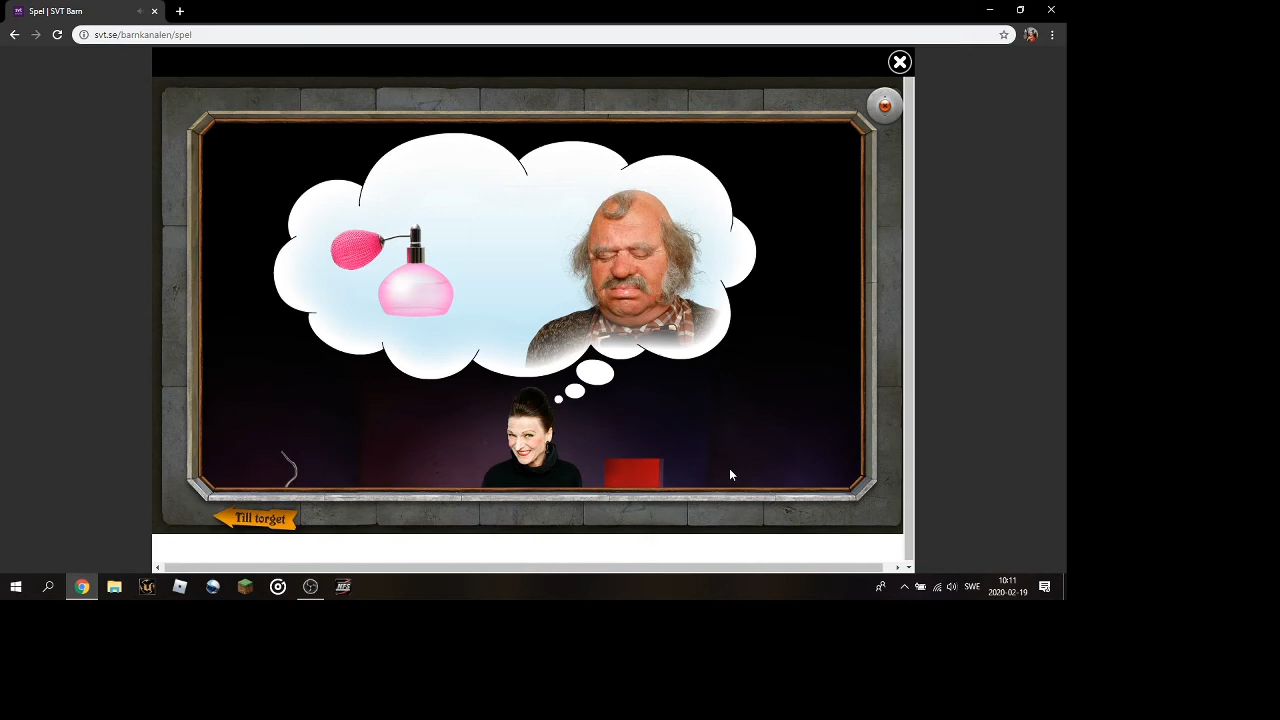 Spel | SVT Barn
svt.se/barnkanalen/spel
Till torget
SWE
10:11
2020-02-19